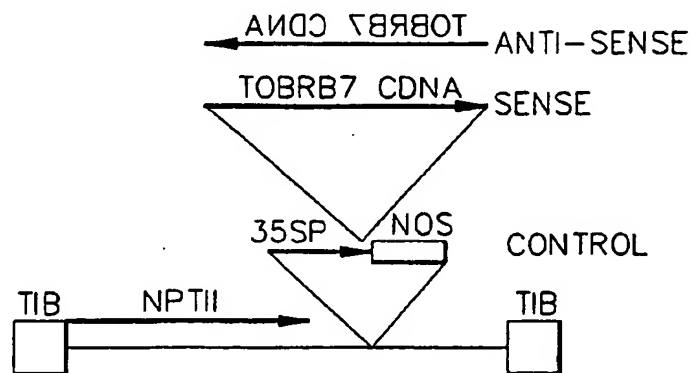 TOBRB7 CDNA
ANTI-SENSE
TOBRB7 CDNA
SENSE
35SP
NOS
CONTROL
TIB
NPTII
TIB